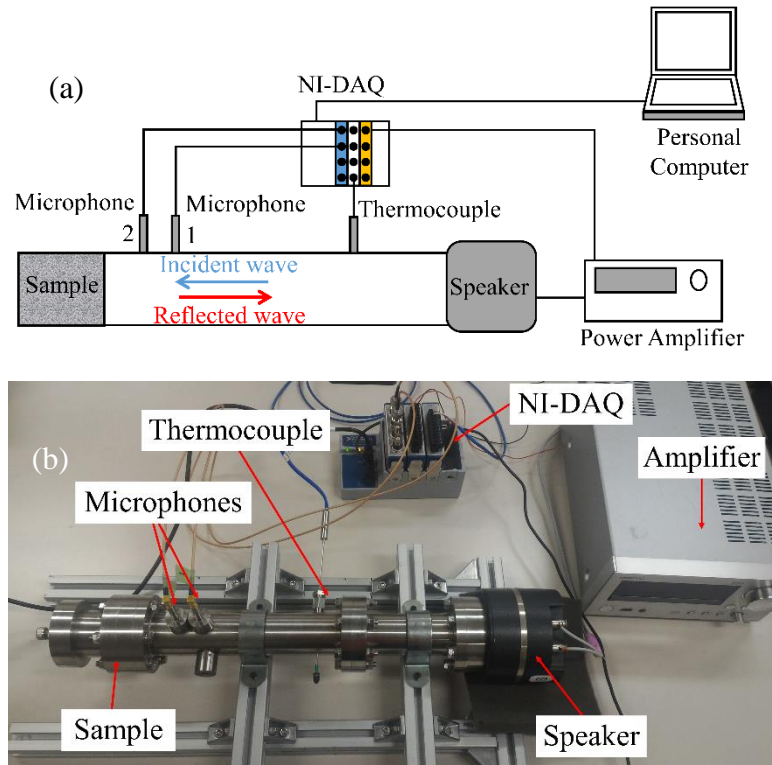 (a)
NI-DAQ
Personal
Computer
Microphone
2
Microphone
1
Thermocouple
Incident wave
Sample
Speaker
Reflected wave
Power Amplifier
(b)
NI-DAQ
Thermocouple
Amplifier
Microphones
Sample
Speaker